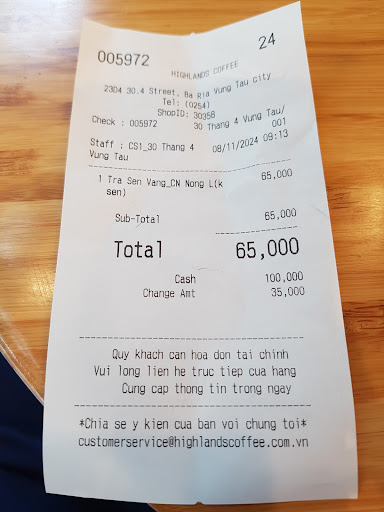 005972 24
HIGHLANDS COFFEE
23D4 30.4 Street, Ba Ria Vung Tau city
Tel: (0254)
ShopID: 30358
Check : 005972 30 Thang 4 Vung Tau/
001
Staff : CS1_30 Thang 4 08/11/2024 09:13
Vung Tau
1 Tra Sen Vang_CN Nong L(k 65,000
sen)
Sub-Total 65,000
Total 65,000
Cash 100,000
Change Amt 35,000
Quy khach can hoa don tai chinh
Vui long lien he truc tiep cua hang
Cung cap thong tin trong ngay
*Chia se y kien cua ban voi chung toi*
customerservice@highlandscoffee.com.vn